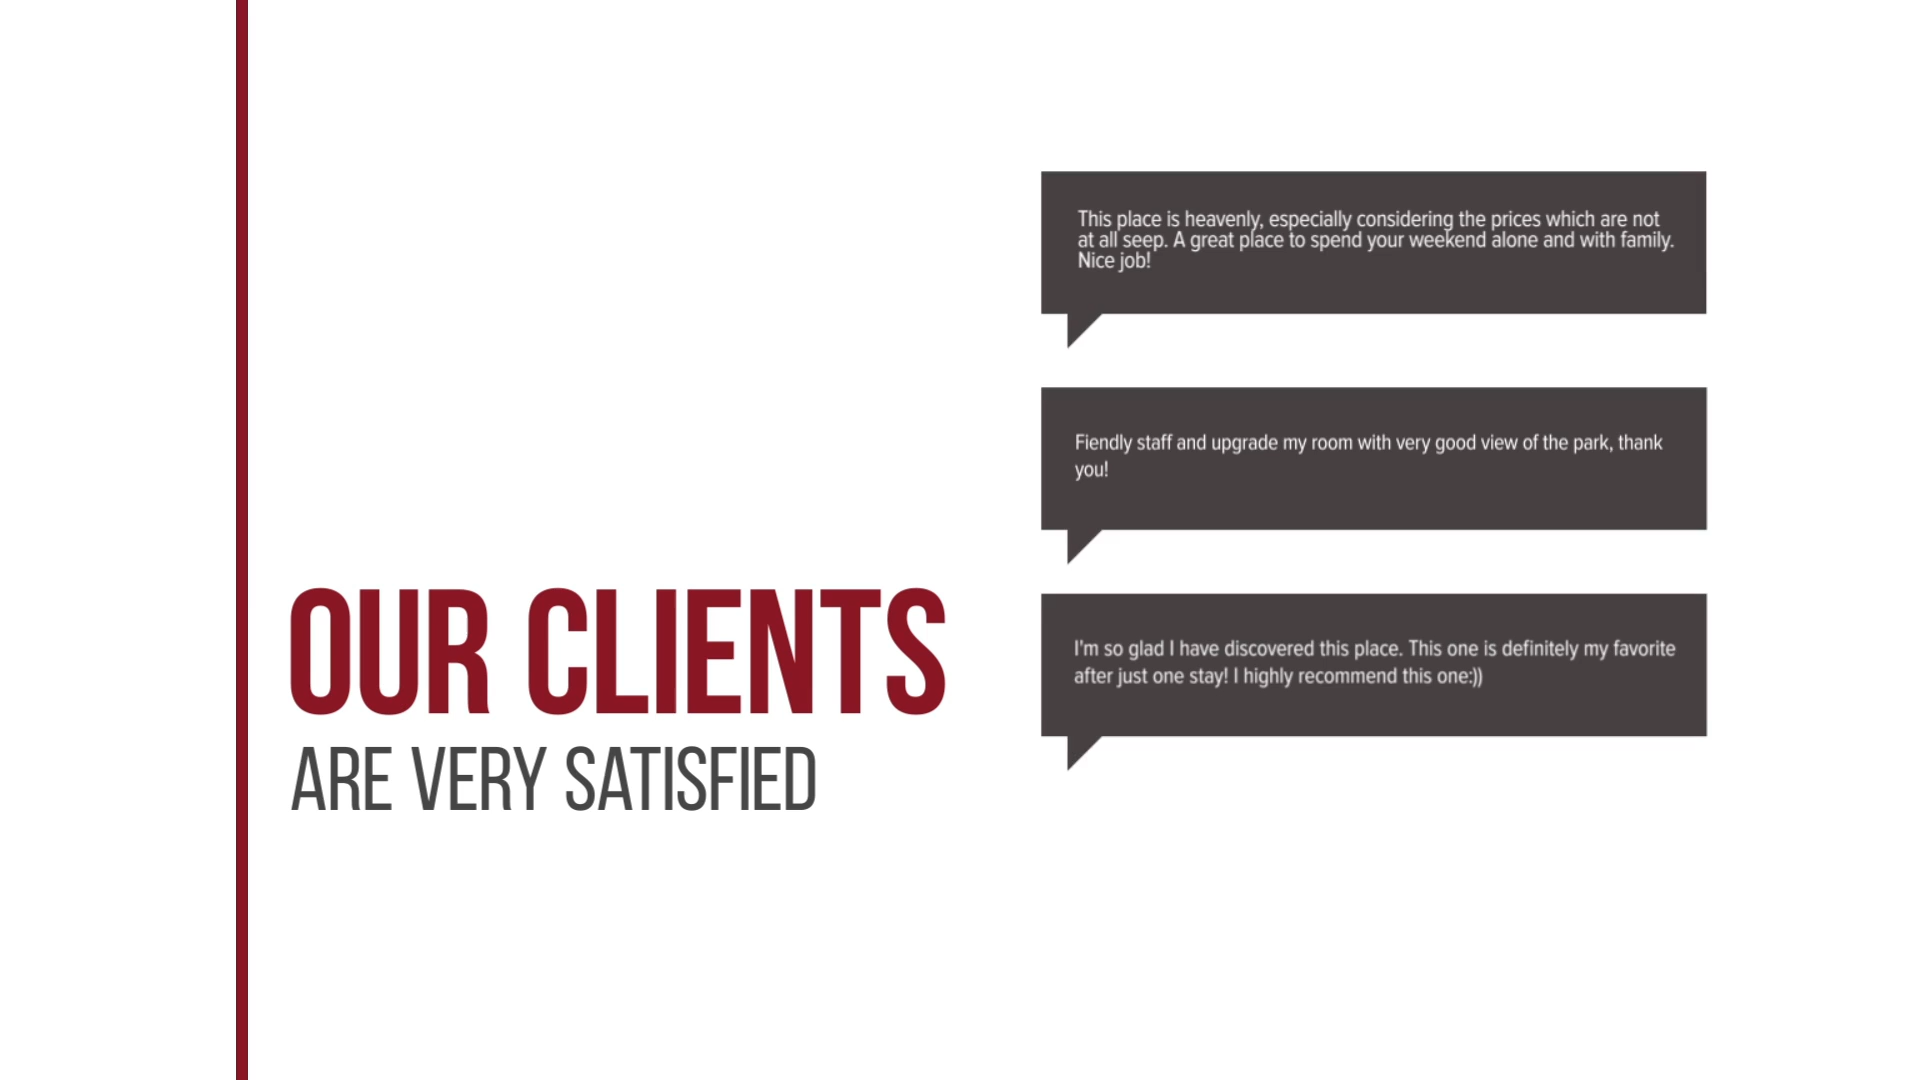 OUR CLIENTS
ARE VERY SATISFIED
This place is heavenly, especially considering the prices which are not
at all seep. A great place to spend your weekend alone and with family.
Nice job!
Fiendly staff and upgrade my room with very good view of the park, thank
you!
I'm so glad I have discovered this place. This one is definitely my favorite
after just one stay! I highly recommend this one:))